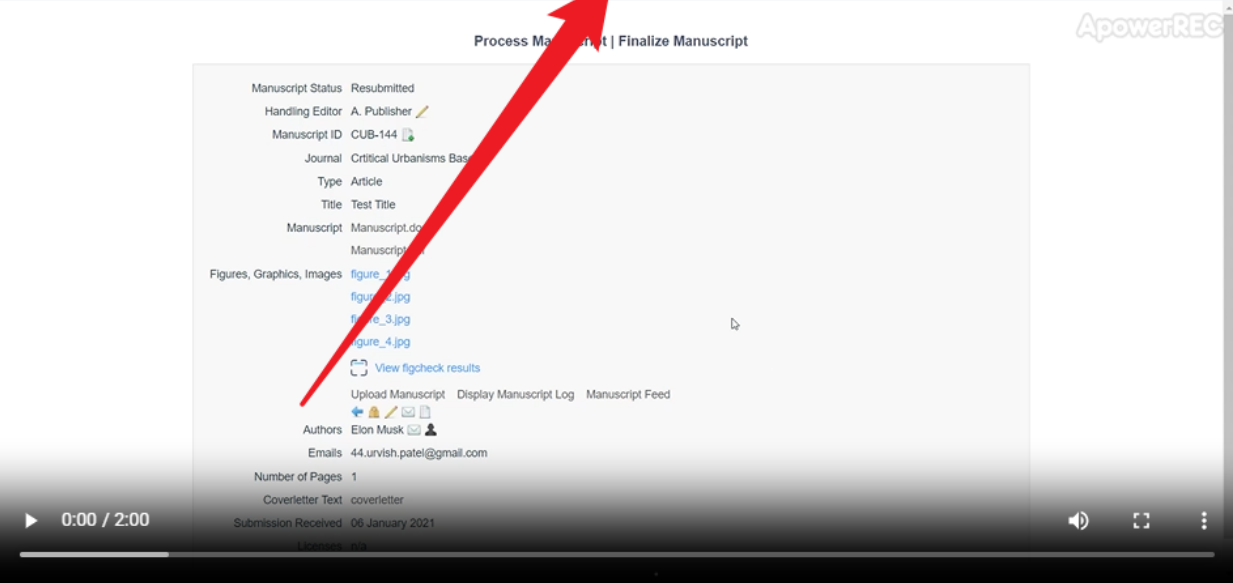 ApowerREC
Process Manuscript | Finalize Manuscript
Manuscript Status Resubmitted
Handling Editor A. Publisher
Manuscript ID CUB-144
Journal Crtitical Urbanisms
Type Article
Title Test Title
Manuscript Manuscript.do
Manuscript
Figures, Graphics, Images figure_1.jpg
figure_2.jpg
figure_3.jpg
figure_4.jpg
View figcheck results
Upload Manuscript Display Manuscript Log Manuscript Feed
Authors Elon Musk
Emails 44.urvish.patel@gmail.com
Number of Pages 1
Coverletter Text coverletter
Submission Received 06 January 2021
Licenses n/a
0:00 / 2:00